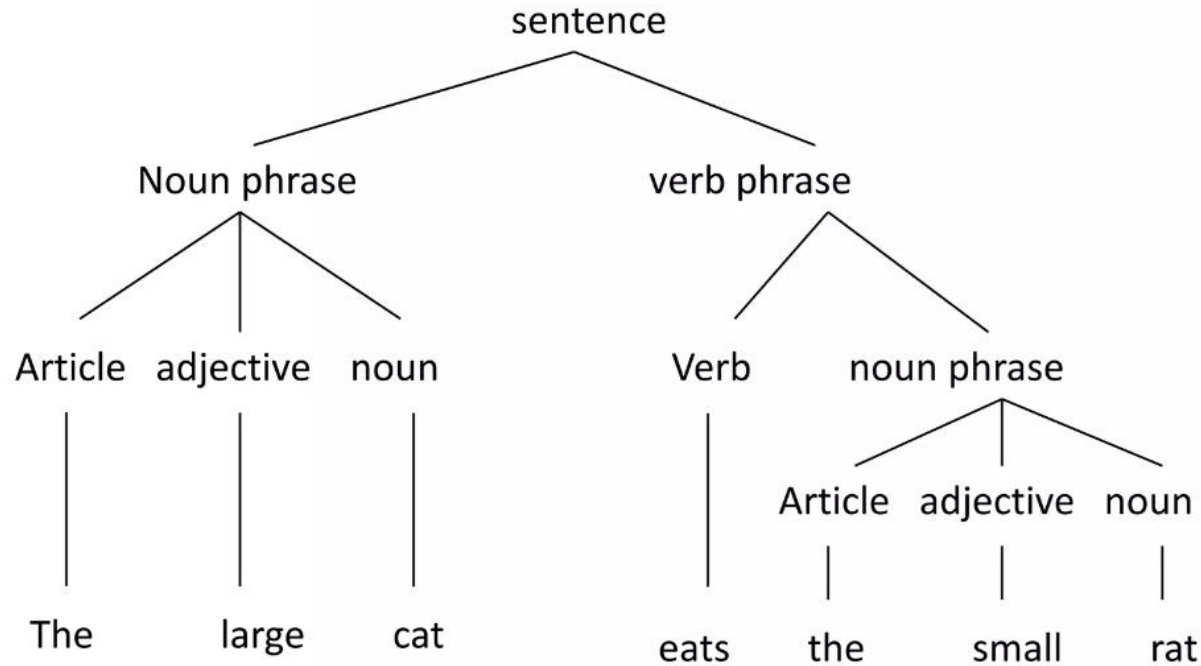 sentence
Noun phrase verb phrase
Article adjective noun Verb noun phrase
Article adjective noun
The large cat eats the small rat